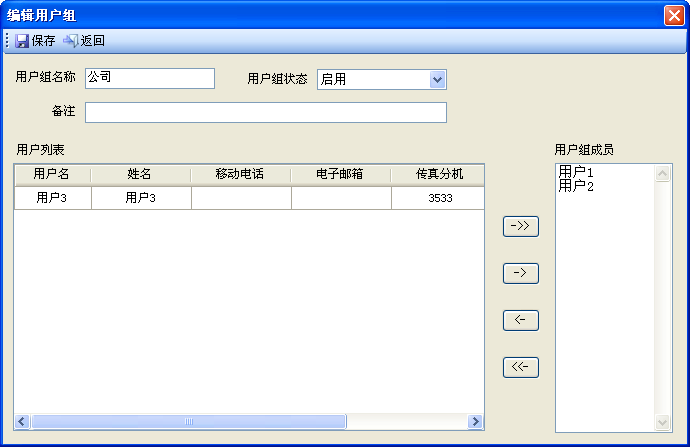 编辑用户组
保存 返回
用户组名称 公司 用户组状态 启用
备注
用户列表 用户组成员
用户名 姓名 移动电话 电子邮箱 传真分机
用户3 用户3 3533
用户1
用户2
->>
->
<-
<<-